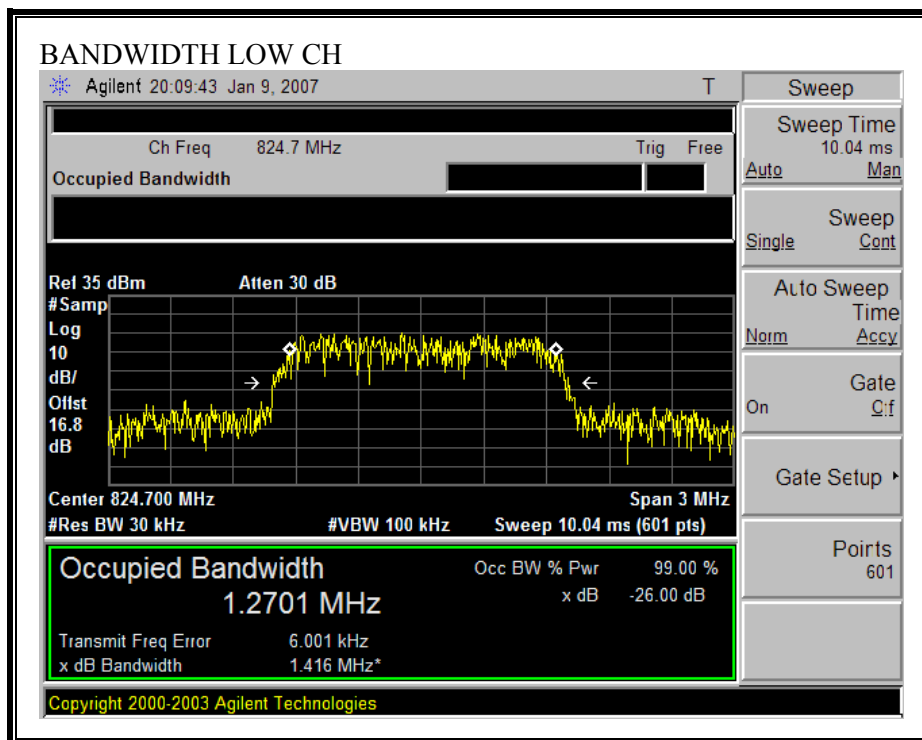 BANDWIDTH LOW CH
Agilent 20:09:43 Jan 9, 2007 T
Ch Freq 824.7 MHz Trig Free
Occupied Bandwidth
Ref 35 dBm Atten 30 dB
#Samp
Log
10
dB/
Offst
16.8
dB
Center 824.700 MHz Span 3 MHz
#Res BW 30 kHz #VBW 100 kHz Sweep 10.04 ms (601 pts)
Occupied Bandwidth
1.2701 MHz
Occ BW % Pwr 99.00 %
x dB -26.00 dB
Transmit Freq Error 6.001 kHz
x dB Bandwidth 1.416 MHz*
Copyright 2000-2003 Agilent Technologies
Sweep
Sweep Time
10.04 ms
Auto Man
Sweep
Single Cont
Auto Sweep
Time
Norm Accy
Gate
On Off
Gate Setup
Points
601